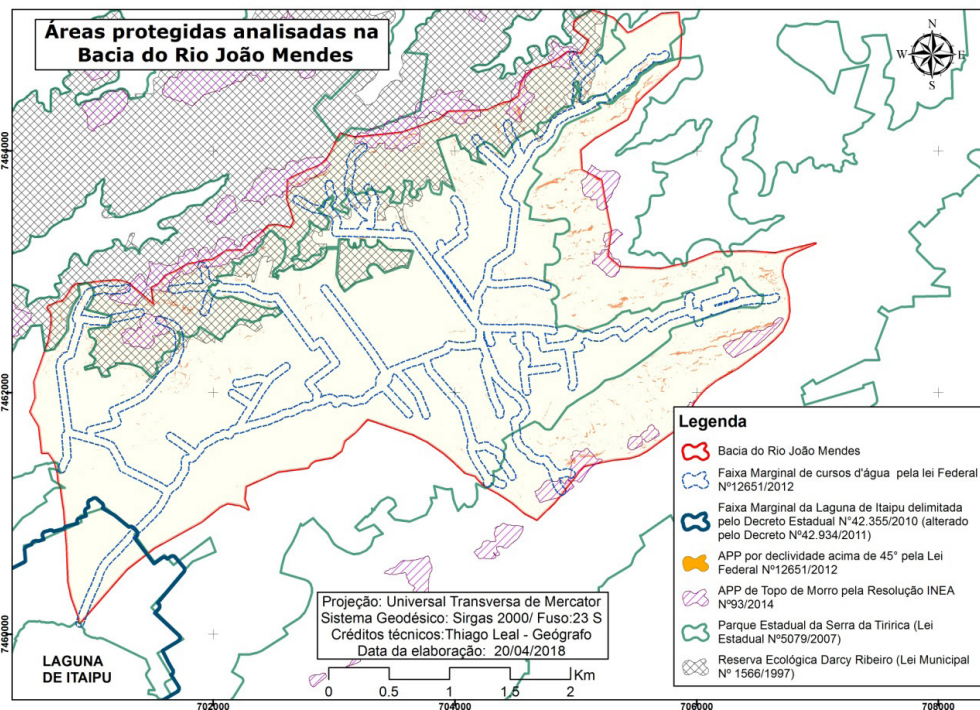 Áreas protegidas analisadas na
Bacia do Rio João Mendes
N
W E
S
7464000
7462000
7460000
Legenda
Bacia do Rio João Mendes
Faixa Marginal de cursos d'água pela lei Federal
Nº12651/2012
Faixa Marginal da Laguna de Itaipu delimitada
pelo Decreto Estadual N°42.355/2010 (alterado
pelo Decreto Nº42.934/2011)
APP por declividade acima de 45° pela Lei
Federal Nº12651/2012
APP de Topo de Morro pela Resolução INEA
Nº93/2014
Parque Estadual da Serra da Tiririca (Lei
Estadual Nº5079/2007)
Reserva Ecológica Darcy Ribeiro (Lei Municipal
Nº 1566/1997)
Projeção: Universal Transversa de Mercator
Sistema Geodésico: Sirgas 2000/ Fuso:23 S
Créditos técnicos:Thiago Leal - Geógrafo
Data da elaboração: 20/04/2018
LAGUNA
DE ITAIPU
Km
0 0.5 1 1.5 2
702000 704000 706000 708000